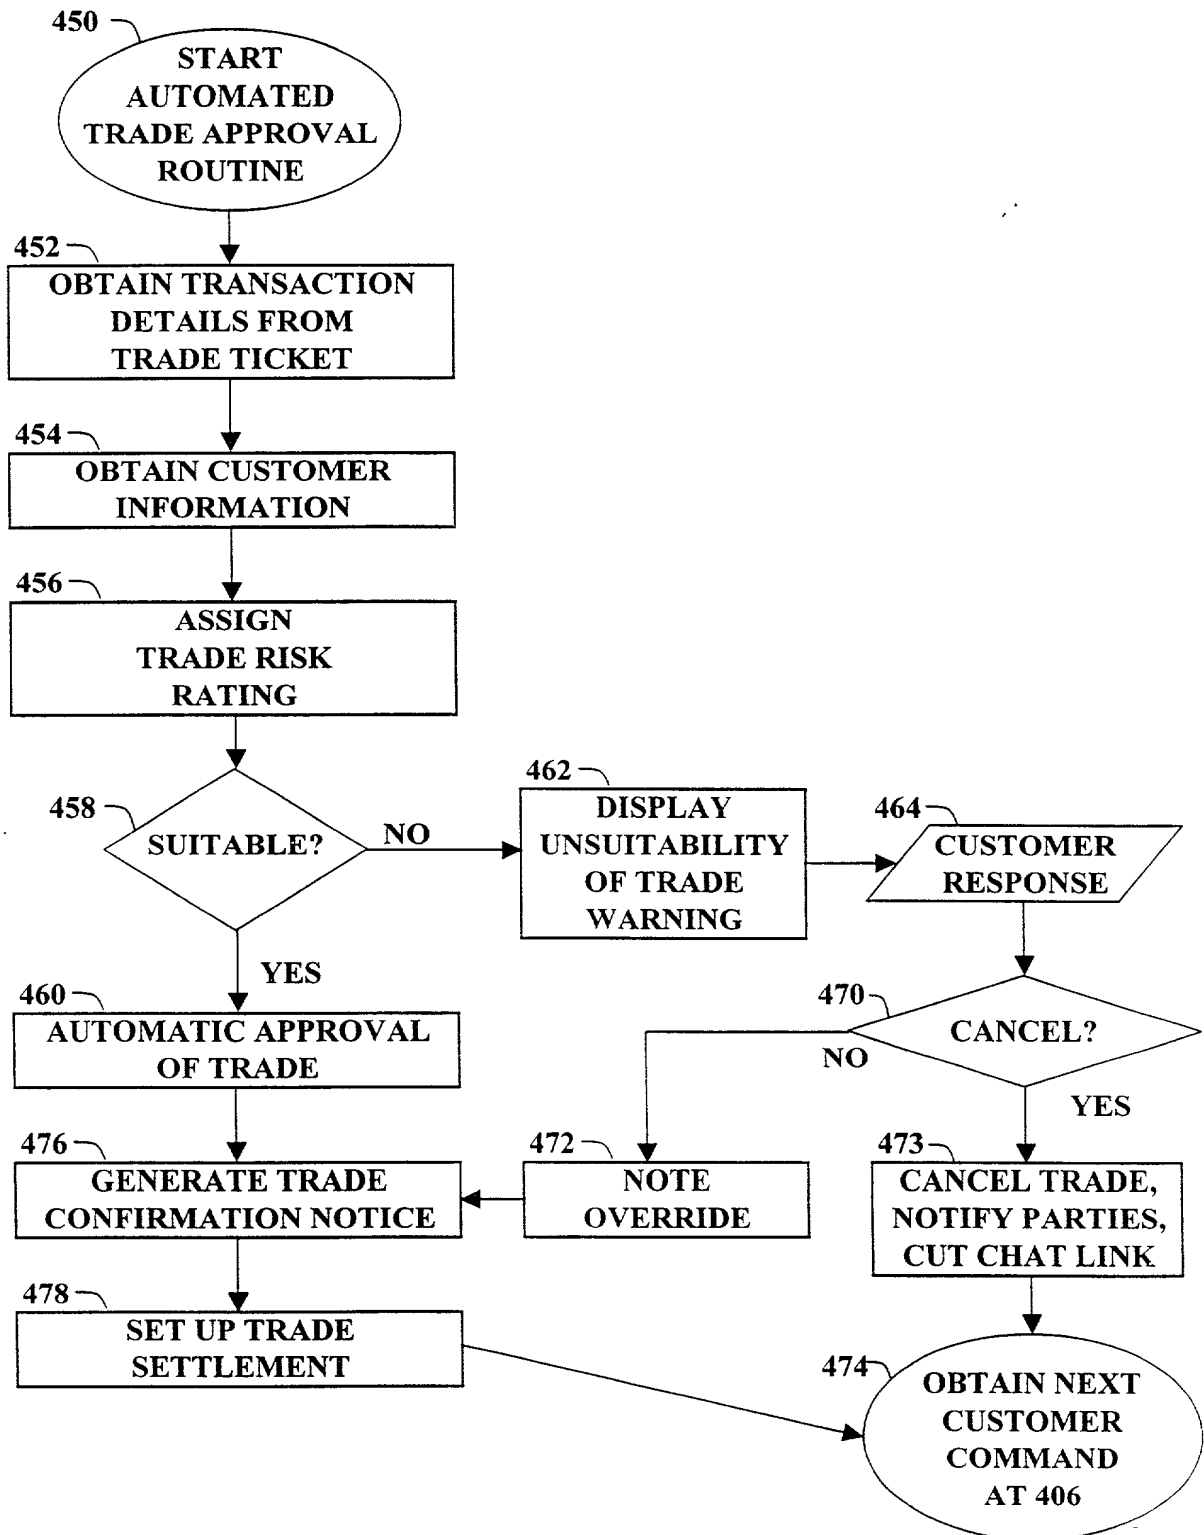 450
START
AUTOMATED
TRADE APPROVAL
ROUTINE
452
OBTAIN TRANSACTION
DETAILS FROM
TRADE TICKET
454
OBTAIN CUSTOMER
INFORMATION
456
ASSIGN
TRADE RISK
RATING
458
SUITABLE?
NO
YES
462
DISPLAY
UNSUITABILITY
OF TRADE
WARNING
464
CUSTOMER
RESPONSE
470
CANCEL?
NO
YES
460
AUTOMATIC APPROVAL
OF TRADE
476
GENERATE TRADE
CONFIRMATION NOTICE
472
NOTE
OVERRIDE
473
CANCEL TRADE,
NOTIFY PARTIES,
CUT CHAT LINK
478
SET UP TRADE
SETTLEMENT
474
OBTAIN NEXT
CUSTOMER
COMMAND
AT 406